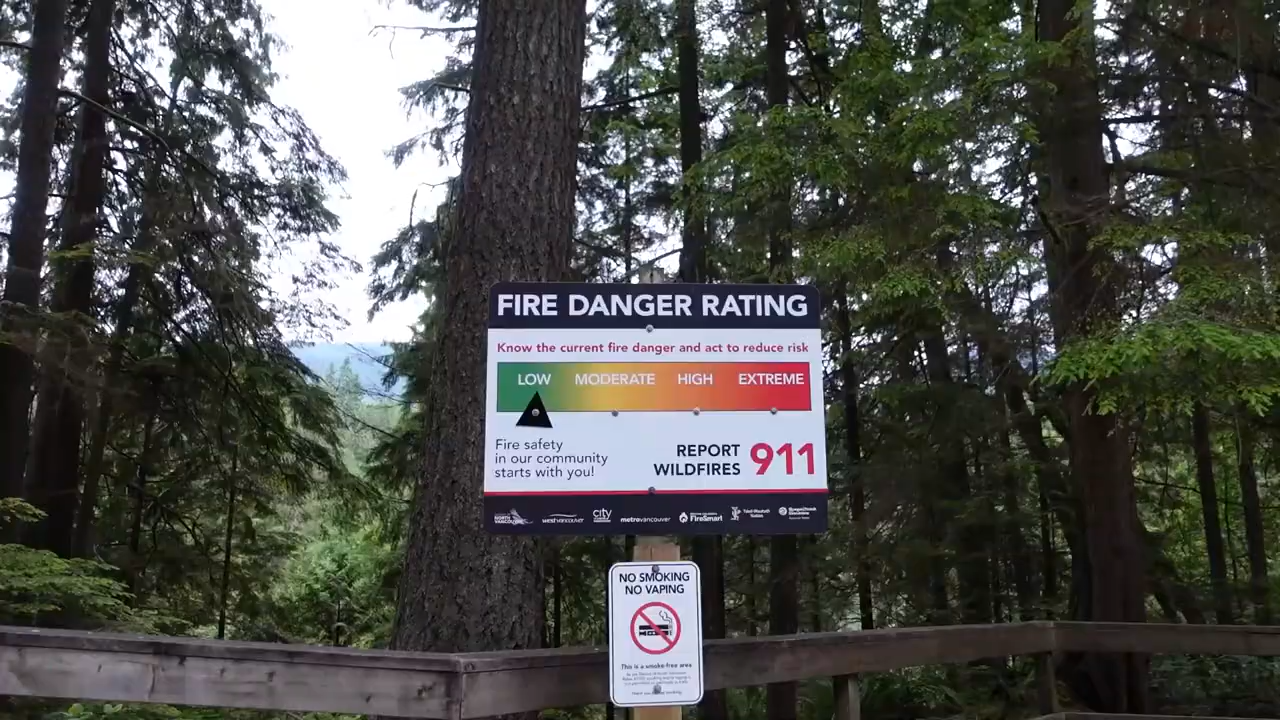 FIRE DANGER RATING
Know the current fire danger and act to reduce risk
LOW MODERATE HIGH EXTREME
Fire safety
in our community
starts with you!
REPORT
WILDFIRES 911
NORTH
VANCOUVER
westvancouver
city
metrovancouver
FireSmart
NO SMOKING
NO VAPING
This is a smoke-free area